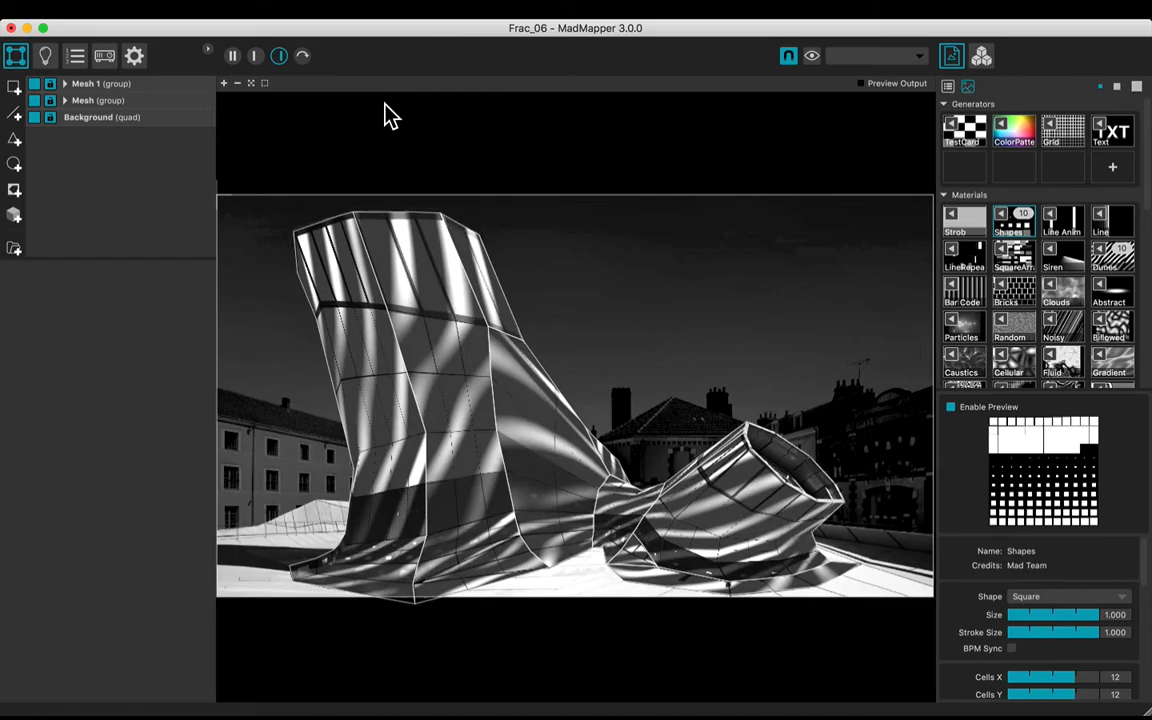 Frac_06 - MadMapper 3.0.0
Mesh 1 (group)
Mesh (group)
Background (quad)
Preview Output
Generators
TestCard
ColorPatte
Grid
Text
TXT
Materials
Strob
10
Shapes
Line Anim
Line
LineRepea
SquareArr
Siren
10
Dunes
Bar Code
Bricks
Clouds
Abstract
Particles
Random
Noisy
Billowed
Caustics
Cellular
Fluid
Gradient
Enable Preview
Name: Shapes
Credits: Mad Team
Shape Square
Size 1.000
Stroke Size 1.000
BPM Sync
Cells X 12
Cells Y 12